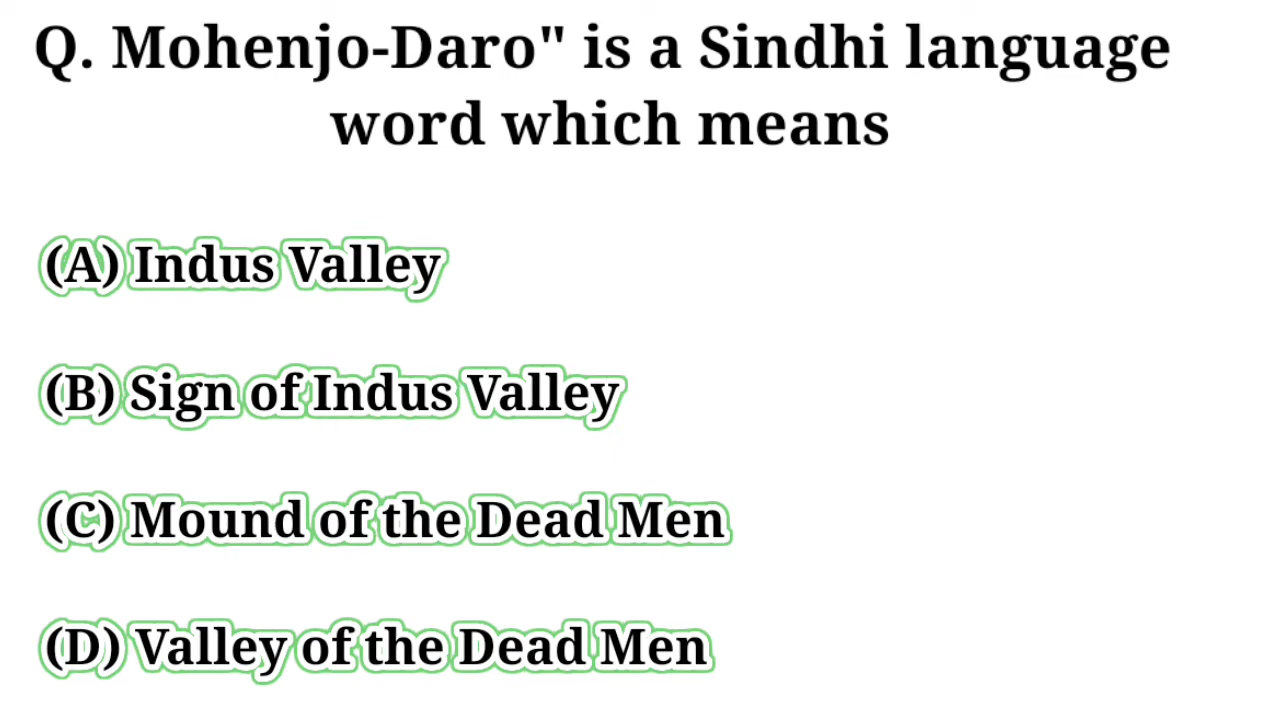 Q. Mohenjo-Daro" is a Sindhi language
word which means
(A) Indus Valley
(B) Sign of Indus Valley
(C) Mound of the Dead Men
(D) Valley of the Dead Men